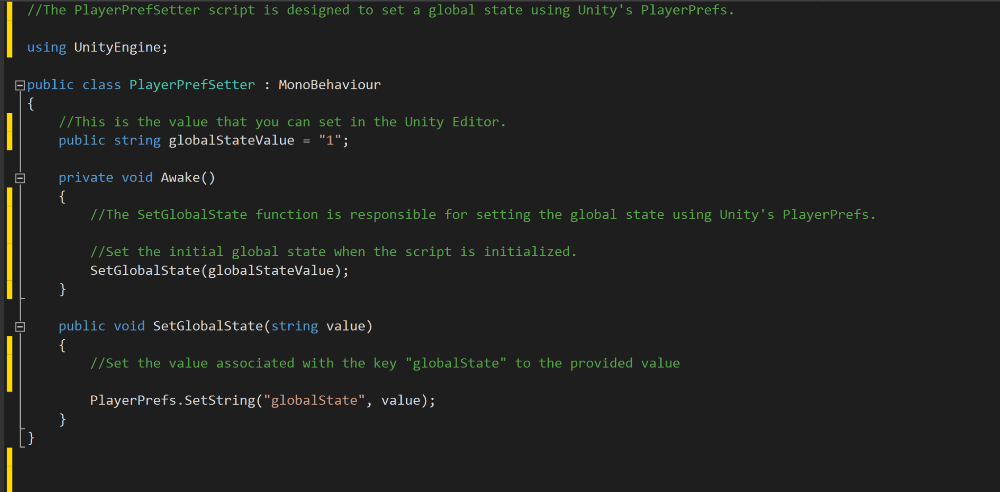 //The PlayerPrefSetter script is designed to set a global state using Unity's PlayerPrefs.
using UnityEngine;
public class PlayerPrefSetter : MonoBehaviour
{
//This is the value that you can set in the Unity Editor.
public string globalStateValue = "1";
private void Awake()
{
//The SetGlobalState function is responsible for setting the global state using Unity's PlayerPrefs.
//Set the initial global state when the script is initialized.
SetGlobalState(globalStateValue);
}
public void SetGlobalState(string value)
{
//Set the value associated with the key "globalState" to the provided value
PlayerPrefs.SetString("globalState", value);
}
}